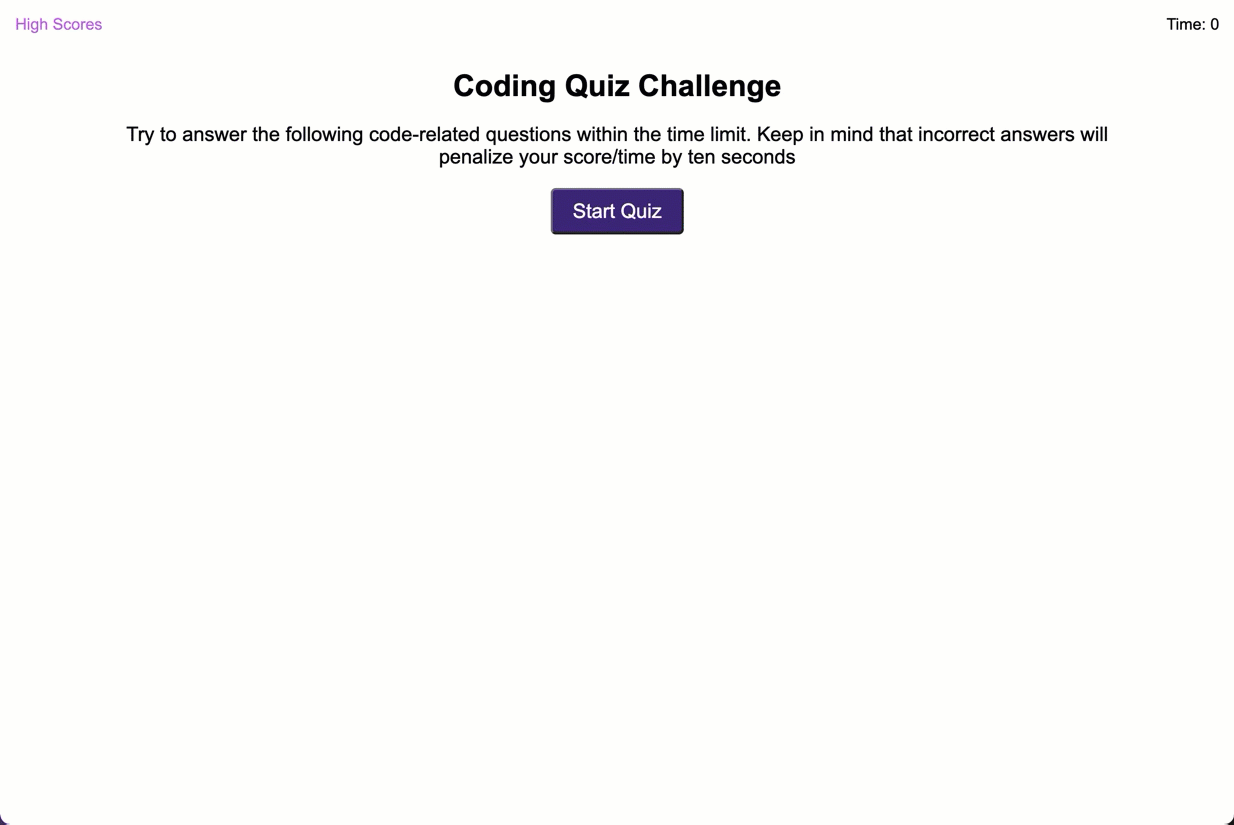 High Scores
Time: 0
Coding Quiz Challenge
Try to answer the following code-related questions within the time limit. Keep in mind that incorrect answers will
penalize your score/time by ten seconds
Start Quiz